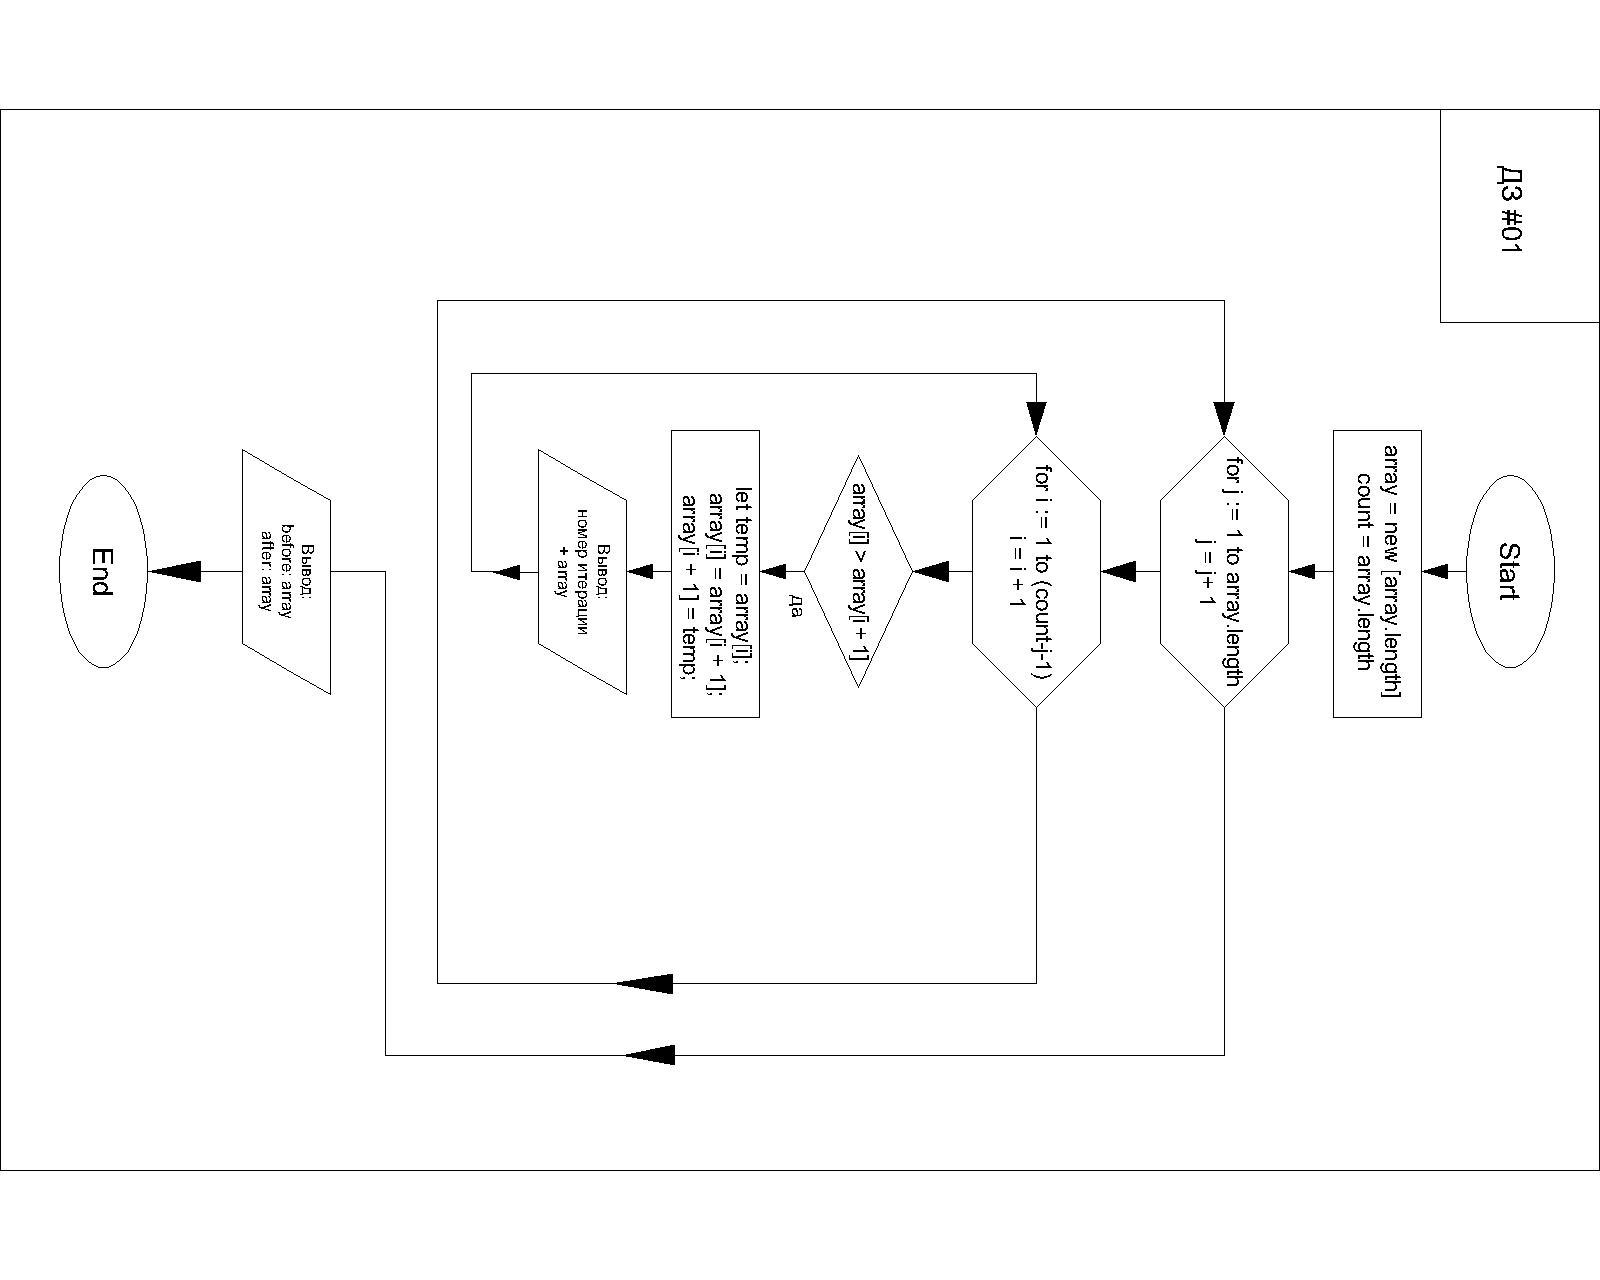 ДЗ #01
Start
array = new [array.length]
count = array.length
for j := 1 to array.length
j = j+ 1
for i := 1 to (count-j-1)
i = i + 1
array[i] > array[i + 1]
да
let temp = array[i];
array[i] = array[i + 1];
array[i + 1] = temp;
Вывод:
номер итерации
+ array
Вывод:
before: array
after: array
End